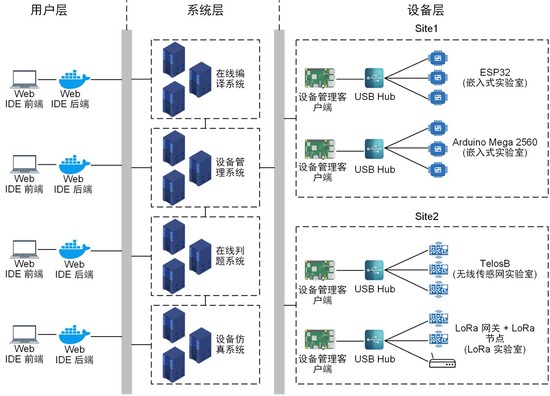 用户层
系统层
设备层
Site1
Web
IDE 前端
Web
IDE 后端
在线编
译系统
设备管理客
户端
USB Hub
ESP32
(嵌入式实验室)
Web
IDE 前端
Web
IDE 后端
设备管
理系统
设备管理客
户端
USB Hub
Arduino Mega 2560
(嵌入式实验室)
Site2
Web
IDE 前端
Web
IDE 后端
在线判
题系统
设备管理客
户端
USB Hub
TelosB
(无线传感网实验室)
Web
IDE 前端
Web
IDE 后端
设备仿
真系统
设备管理客
户端
USB Hub
LoRa 网关 + LoRa
节点
(LoRa 实验室)